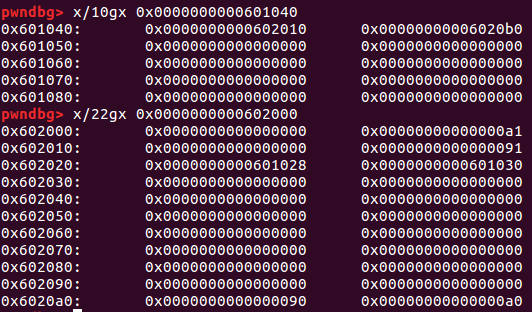 pwndbg> x/10gx 0x0000000000601040
0x601040: 0x0000000000602010 0x00000000006020b0
0x601050: 0x0000000000000000 0x0000000000000000
0x601060: 0x0000000000000000 0x0000000000000000
0x601070: 0x0000000000000000 0x0000000000000000
0x601080: 0x0000000000000000 0x0000000000000000
pwndbg> x/22gx 0x0000000000602000
0x602000: 0x0000000000000000 0x00000000000000a1
0x602010: 0x0000000000000000 0x0000000000000091
0x602020: 0x0000000000601028 0x0000000000601030
0x602030: 0x0000000000000000 0x0000000000000000
0x602040: 0x0000000000000000 0x0000000000000000
0x602050: 0x0000000000000000 0x0000000000000000
0x602060: 0x0000000000000000 0x0000000000000000
0x602070: 0x0000000000000000 0x0000000000000000
0x602080: 0x0000000000000000 0x0000000000000000
0x602090: 0x0000000000000000 0x0000000000000000
0x6020a0: 0x0000000000000090 0x00000000000000a0